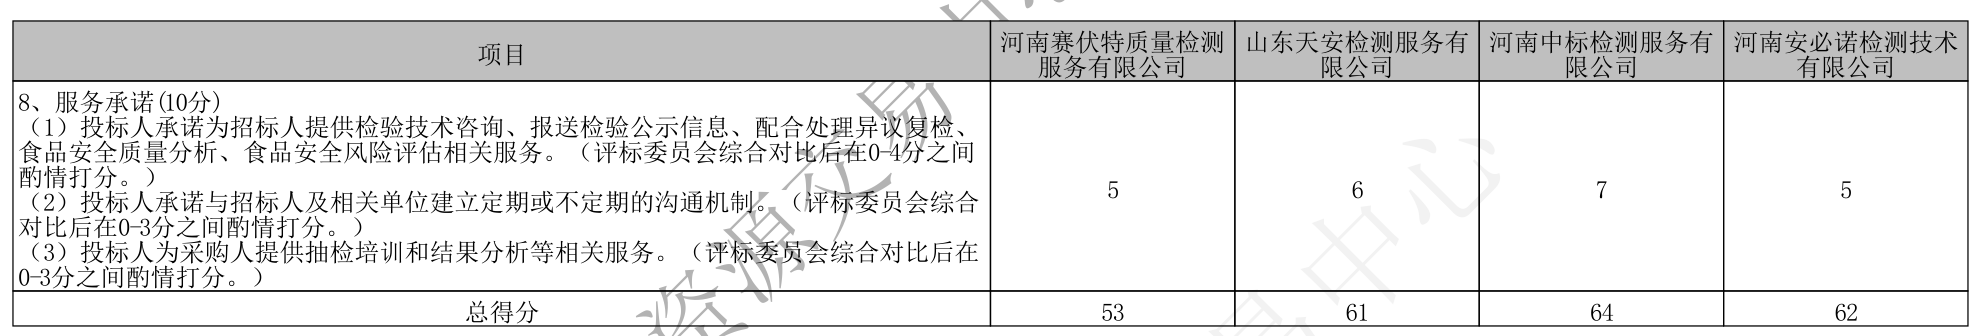 项目
河南赛伏特质量检测
服务有限公司
山东天安检测服务有
限公司
河南中标检测服务有
限公司
河南安必诺检测技术
有限公司
8、服务承诺(10分)
（1）投标人承诺为招标人提供检验技术咨询、报送检验公示信息、配合处理异议复检、
食品安全质量分析、食品安全风险评估相关服务。（评标委员会综合对比后在0-4分之间
酌情打分。）
（2）投标人承诺与招标人及相关单位建立定期或不定期的沟通机制。（评标委员会综合
对比后在0-3分之间酌情打分。）
（3）投标人为采购人提供抽检培训和结果分析等相关服务。（评标委员会综合对比后在
0-3分之间酌情打分。）
5
6
7
5
总得分
53
61
64
62
资源交易
易中心